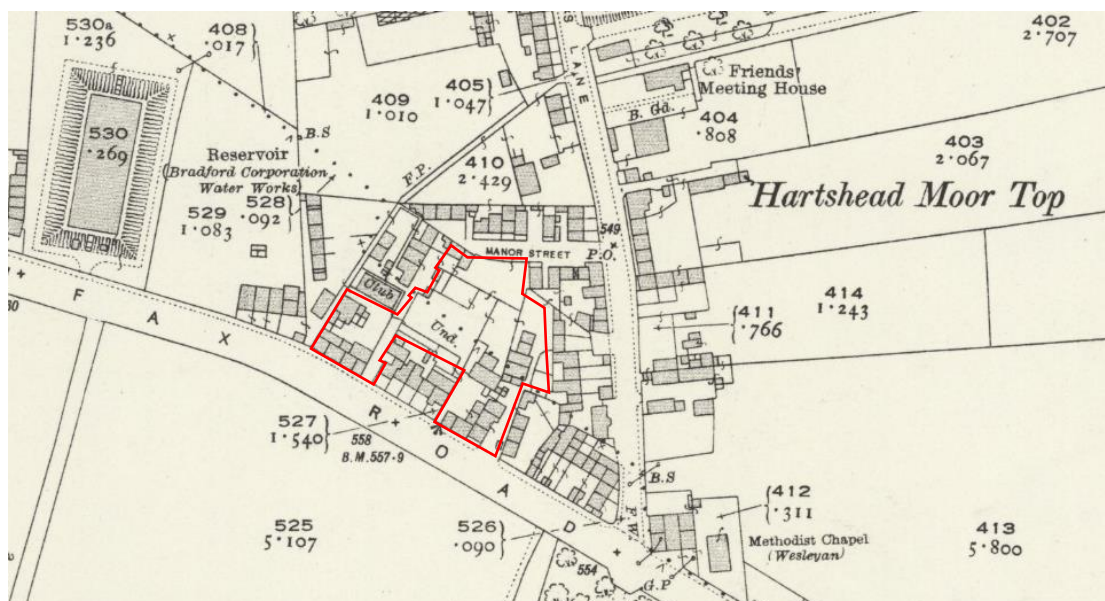 530a
1·236
408
·017
402
2·707
LANE
Friends'
Meeting House
405
1·047
409
1·010
B. Gd.
404
·808
530
·269
B.S
403
2·067
Reservoir
(Bradford Corporation
Water Works)
F.P.
410
2·429
Hartshead Moor Top
528
·092
529
1·083
549
MANOR STREET
P.O.
Club
414
1·243
411
·766
60
F A X
Und.
527
1·540
558
B.M.557·9
R O A D
B.S
412
·311
525
5·107
526
·090
F.W.
Methodist Chapel
(Wesleyan)
413
5·800
554
G.P